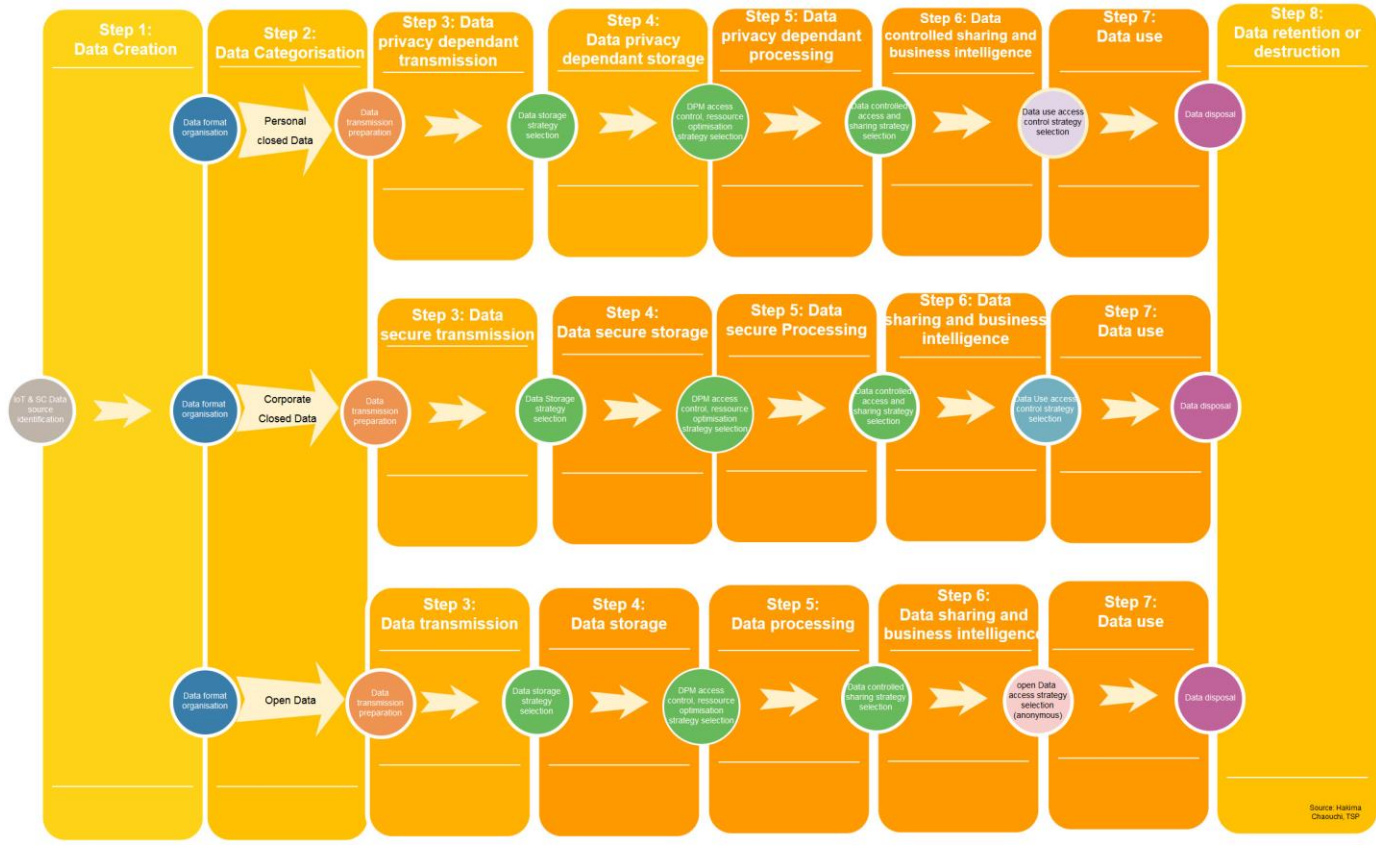 Step 1:
Data Creation
Step 2:
Data Categorisation
Step 3: Data
privacy dependant
transmission
Step 4:
Data privacy
dependant storage
Step 5: Data
privacy dependant
processing
Step 6: Data
controlled sharing and
business intelligence
Step 7:
Data use
Step 8:
Data retention or
destruction
Data format
organisation
Personal
closed Data
Data
transmission
preparation
Data storage
strategy
selection
DPM access
control, ressource
optimisation
strategy selection
Data controlled
access and
sharing strategy
selection
Data use access
control strategy
selection
Data disposal
Step 3: Data
secure transmission
Step 4:
Data secure storage
Step 5: Data
secure Processing
Step 6: Data
sharing and business
intelligence
Step 7:
Data use
IoT & SC Data
source
identification
Data format
organisation
Corporate
Closed Data
Data
transmission
preparation
Data Storage
strategy
selection
DPM access
control, ressource
optimisation
strategy selection
Data controlled
access and
sharing strategy
selection
Data Use access
control strategy
selection
Data disposal
Step 3:
Data transmission
Step 4:
Data storage
Step 5:
Data processing
Step 6:
Data sharing and
business intelligence
Step 7:
Data use
Data format
organisation
Open Data
Data
transmission
preparation
Data storage
strategy
selection
DPM access
control, ressource
optimisation
strategy selection
Data controlled
sharing strategy
selection
open Data
access strategy
selection
(anonymous)
Data disposal
Source: Hakima
Chaouchi, TSP